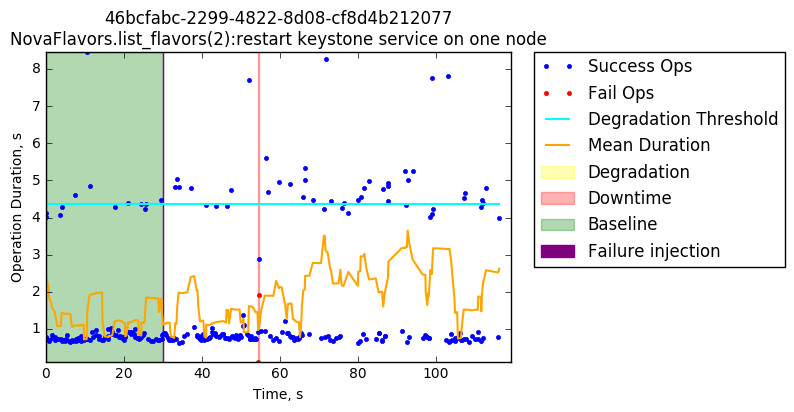 46bcfabc-2299-4822-8d08-cf8d4b212077
NovaFlavors.list_flavors(2):restart keystone service on one node
8
7
6
5
4
3
2
1
Operation Duration, s
0 20 40 60 80 100
Time, s
Success Ops
Fail Ops
Degradation Threshold
Mean Duration
Degradation
Downtime
Baseline
Failure injection